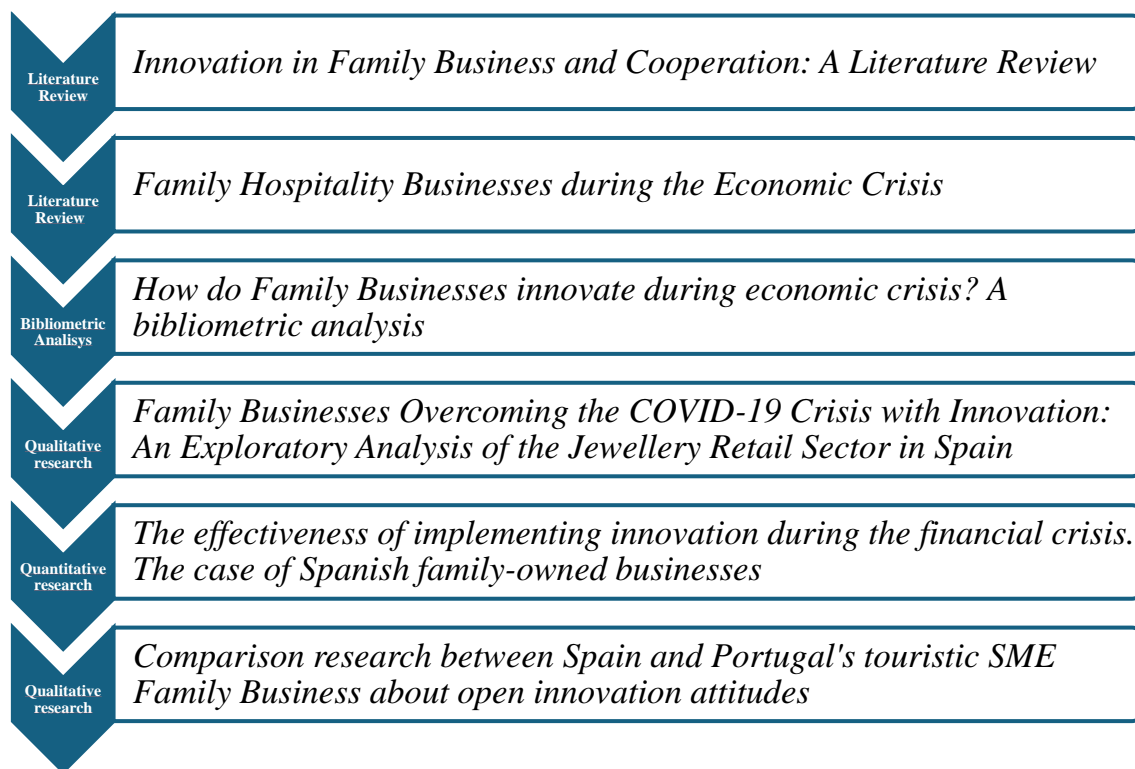 Literature
Review
Innovation in Family Business and Cooperation: A Literature Review
Literature
Review
Family Hospitality Businesses during the Economic Crisis
Bibliometric
Analisys
How do Family Businesses innovate during economic crisis? A
bibliometric analysis
Qualitative
research
Family Businesses Overcoming the COVID-19 Crisis with Innovation:
An Exploratory Analysis of the Jewellery Retail Sector in Spain
Quantitative
research
The effectiveness of implementing innovation during the financial crisis.
The case of Spanish family-owned businesses
Qualitative
research
Comparison research between Spain and Portugal's touristic SME
Family Business about open innovation attitudes